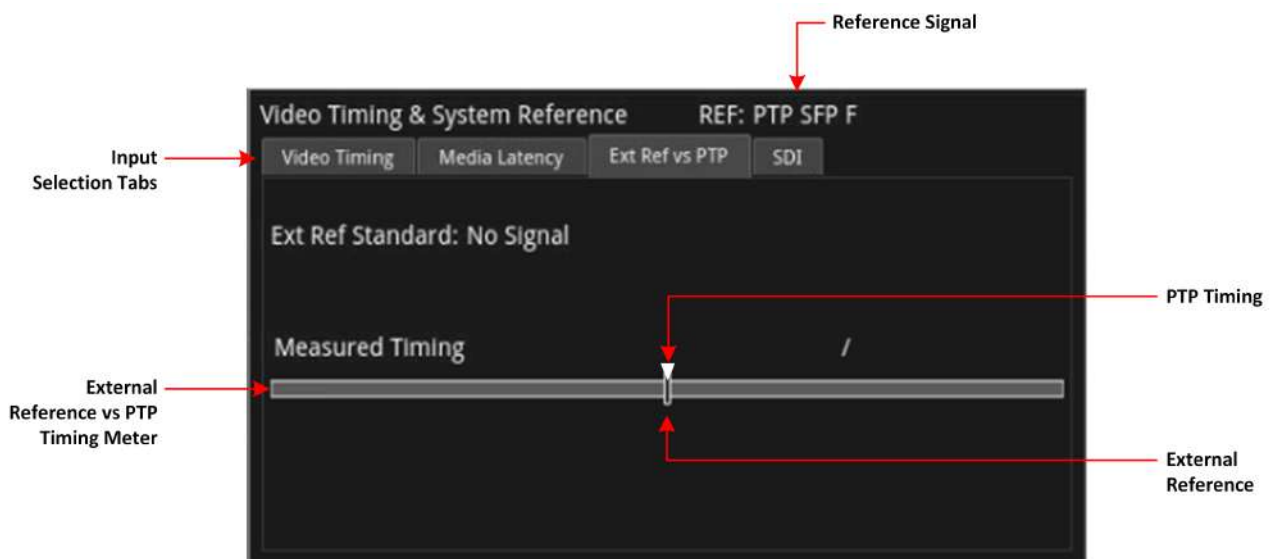 Reference Signal
Video Timing & System Reference REF: PTP SFP F
Input
Selection Tabs
Video Timing Media Latency Ext Ref vs PTP SDI
Ext Ref Standard: No Signal
PTP Timing
Measured Timing /
External
Reference vs PTP
Timing Meter
External
Reference